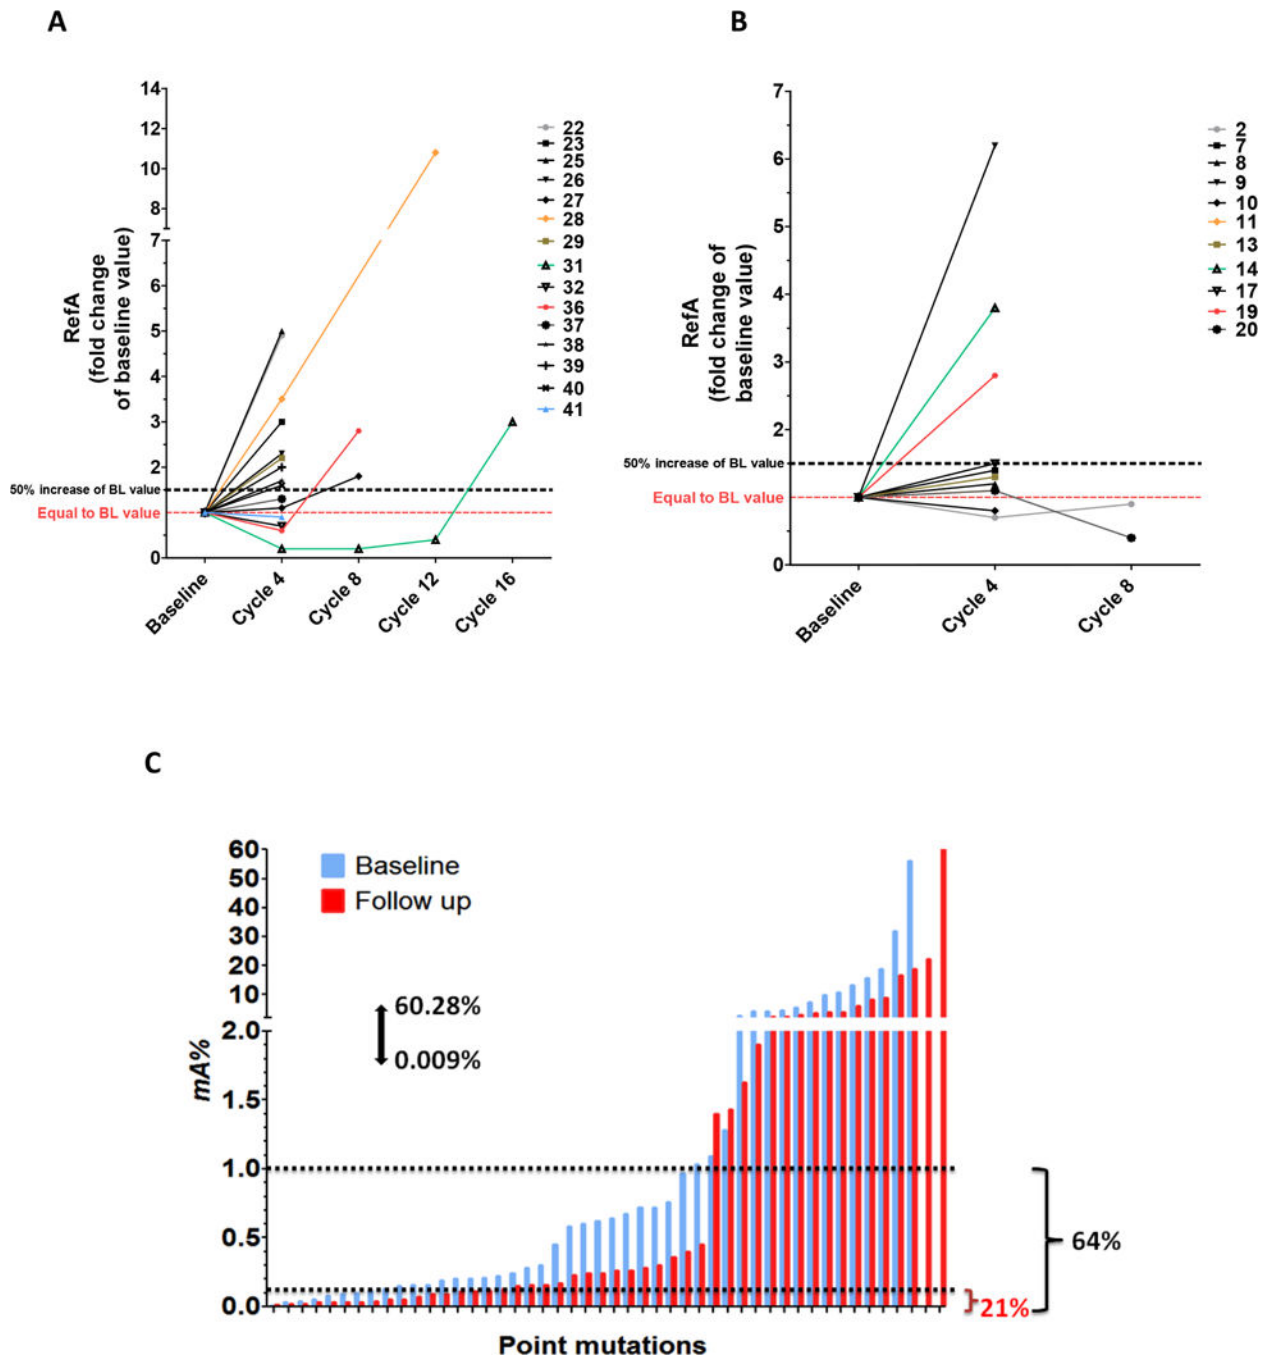 A
RefA
(fold change
of baseline value)
14
12
10
8
7
6
5
4
3
2
1
0
50% increase of BL value
Equal to BL value
Baseline
Cycle 4
Cycle 8
Cycle 12
Cycle 16
22
23
25
26
27
28
29
31
32
36
37
38
39
40
41
B
RefA
(fold change of
baseline value)
7
6
5
4
3
2
1
0
50% increase of BL value
Equal to BL value
Baseline
Cycle 4
Cycle 8
2
7
8
9
10
11
13
14
17
19
20
C
mA%
60
50
40
30
20
10
2.0
1.5
1.0
0.5
0.0
Baseline
Follow up
60.28%
0.009%
64%
21%
Point mutations